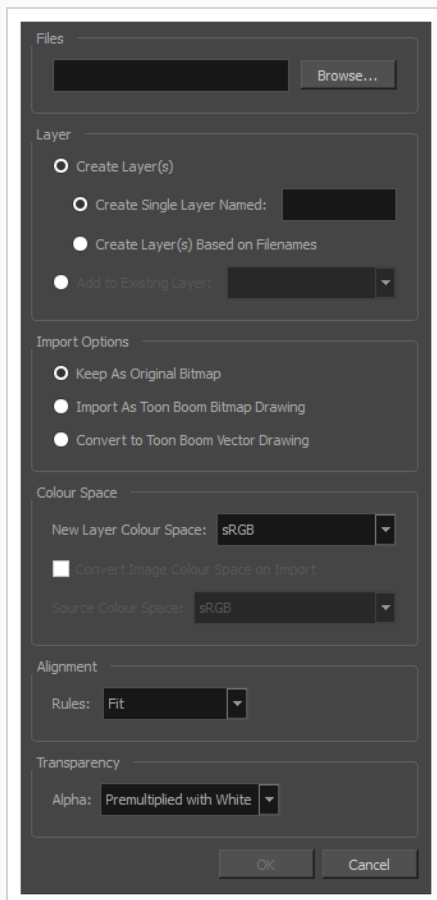 Files
Browse...
Layer
Create Layer(s)
Create Single Layer Named:
Create Layer(s) Based on Filenames
Add to Existing Layer:
Import Options
Keep As Original Bitmap
Import As Toon Boom Bitmap Drawing
Convert to Toon Boom Vector Drawing
Colour Space
New Layer Colour Space: sRGB
Convert Image Colour Space on Import
Source Colour Space: sRGB
Alignment
Rules: Fit
Transparency
Alpha: Premultiplied with White
OK Cancel